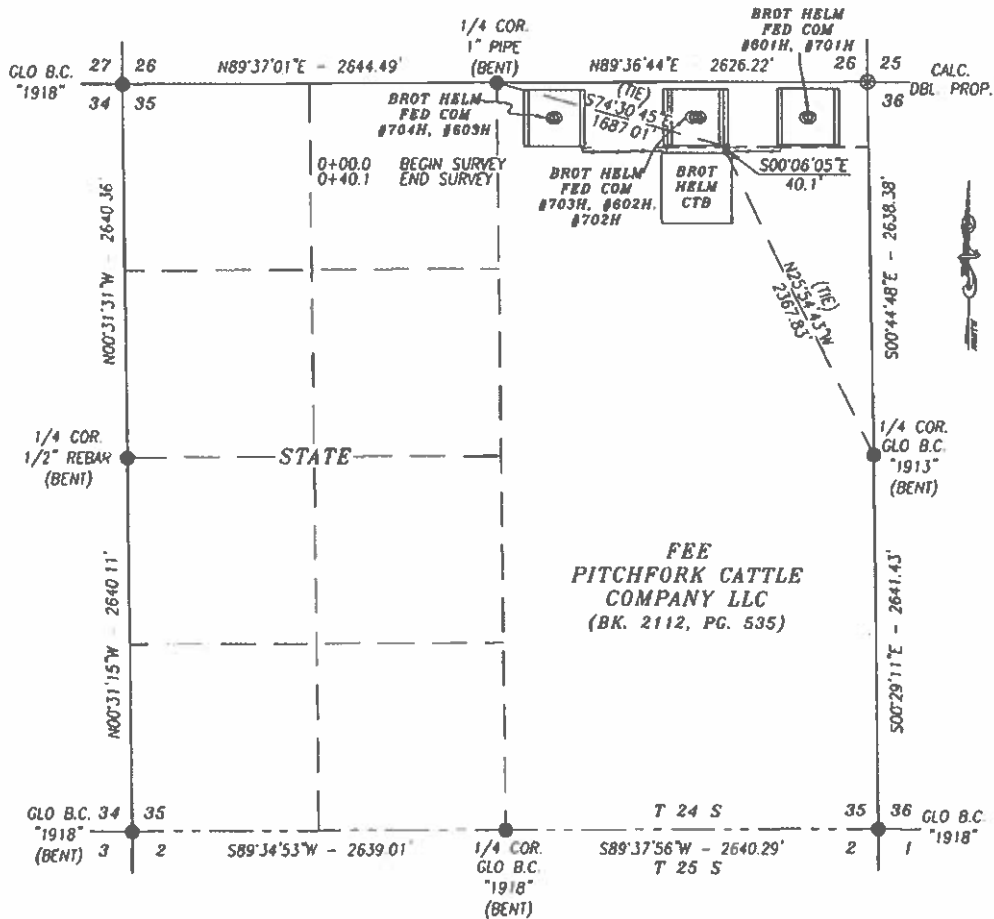 BROT HELM
FED COM
#601H, #701H
1/4 COR.
1" PIPE
(BENT)
GLO B.C.
"1918"
27 26
34 35
N89°37'01"E - 2644.49'
N89°36'44"E 2626.22'
26 25
36
CALC.
DBL PROP.
BROT HELM
FED COM
#704H, #603H
(TIE)
S74°30'45"E
1687.01'
0+00.0 BEGIN SURVEY
0+40.1 END SURVEY
BROT HELM
FED COM
#703H, #602H,
#702H
BROT
HELM
CTB
S00°06'05"E
40.1'
N00°31'31"W - 2640.36'
S00°44'48"E - 2638.38'
(TIE)
N25°54'43"W
2367.83'
1/4 COR.
1/2" REBAR
(BENT)
STATE
1/4 COR.
GLO B.C.
"1913"
(BENT)
FEE
PITCHFORK CATTLE
COMPANY LLC
(BK. 2112, PG. 535)
N00°31'15"W - 2640.11'
S00°29'11"E - 2641.43'
GLO B.C.
"1918"
(BENT)
34 35
3 2
S89°34'53"W - 2639.01'
1/4 COR.
GLO B.C.
"1918"
(BENT)
T 24 S
S89°37'56"W - 2640.29'
T 25 S
35 36
2 1
GLO B.C.
"1918"